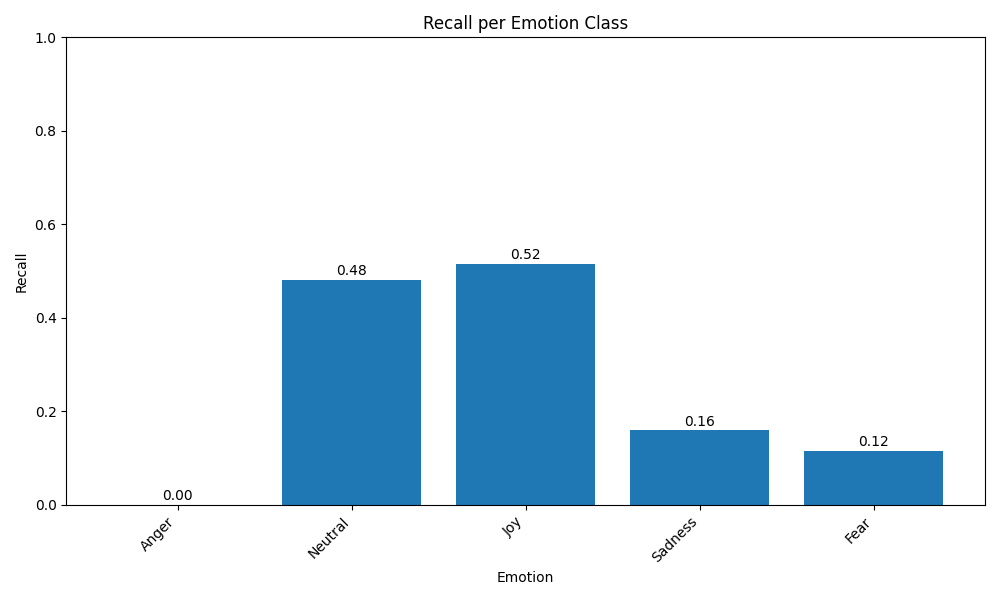 Recall per Emotion Class
1.0
0.8
0.6
0.4
0.2
0.0
Recall
0.00
0.48
0.52
0.16
0.12
Anger
Neutral
Joy
Sadness
Fear
Emotion